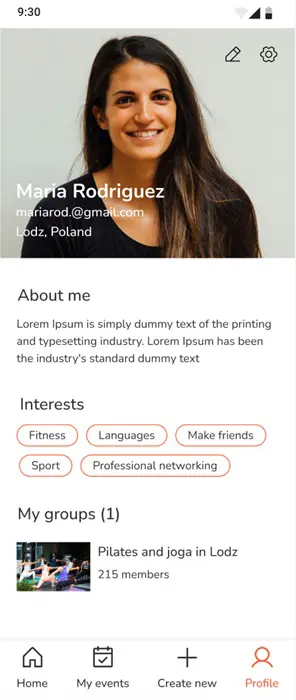 9:30
Maria Rodriguez
mariarod.@gmail.com
Lodz, Poland
About me
Lorem Ipsum is simply dummy text of the printing
and typesetting industry. Lorem Ipsum has been
the industry's standard dummy text
Interests
Fitness Languages Make friends
Sport Professional networking
My groups (1)
Pilates and joga in Lodz
215 members
Home My events Create new Profile